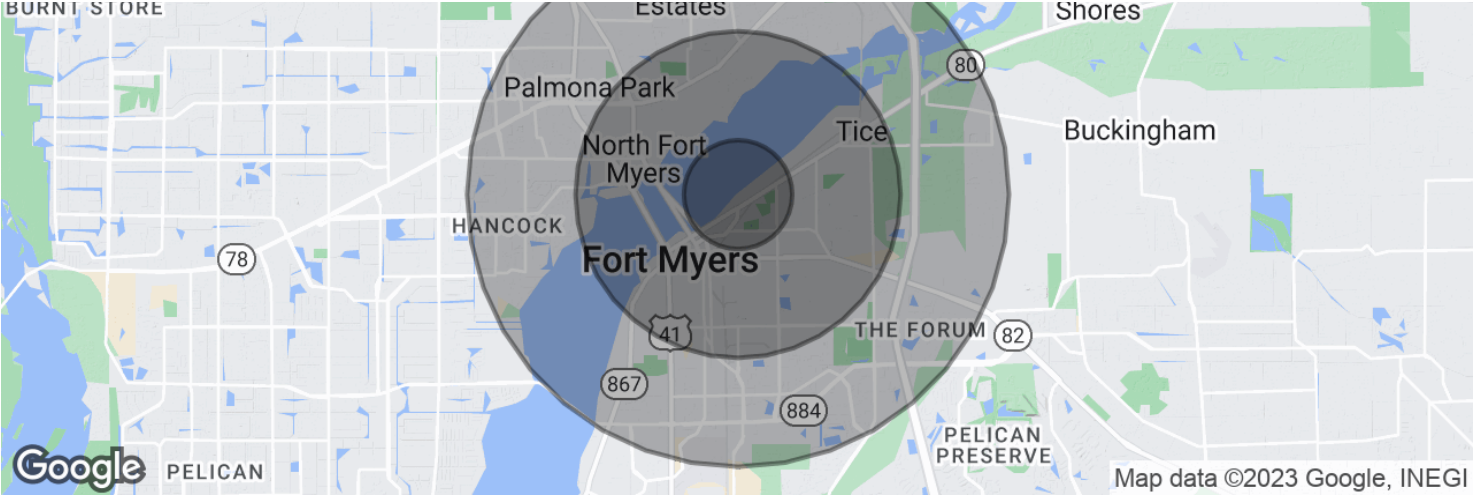 BURNT STORE
Estates
Shores
80
Palmona Park
Tice
Buckingham
North Fort
Myers
HANCOCK
78
Fort Myers
41
THE FORUM
82
867
884
PELICAN
PRESERVE
Google
PELICAN
Map data ©2023 Google, INEGI